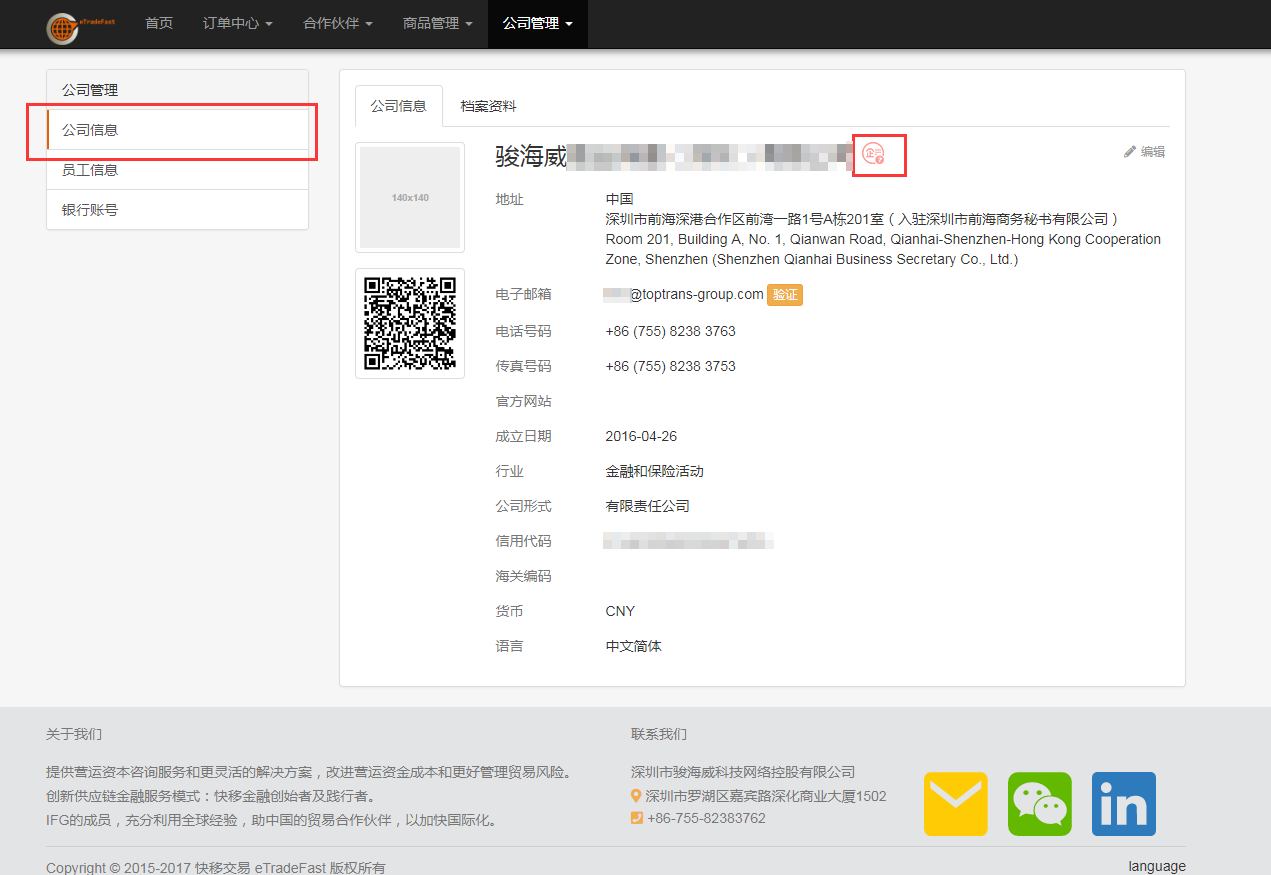 eTradeFast
首页
订单中心
合作伙伴
商品管理
公司管理
公司管理
公司信息
员工信息
银行账号
公司信息
档案资料
140x140
骏海威
企
编辑
地址
中国
深圳市前海深港合作区前湾一路1号A栋201室（入驻深圳市前海商务秘书有限公司）
Room 201, Building A, No. 1, Qianwan Road, Qianhai-Shenzhen-Hong Kong Cooperation
Zone, Shenzhen (Shenzhen Qianhai Business Secretary Co., Ltd.)
电子邮箱
@toptrans-group.com 验证
电话号码
+86 (755) 8238 3763
传真号码
+86 (755) 8238 3753
官方网站
成立日期
2016-04-26
行业
金融和保险活动
公司形式
有限责任公司
信用代码
海关编码
货币
CNY
语言
中文简体
关于我们
提供营运资本咨询服务和更灵活的解决方案，改进营运资金成本和更好管理贸易风险。
创新供应链金融服务模式：快移金融创始者及践行者。
IFG的成员，充分利用全球经验，助中国的贸易合作伙伴，以加快国际化。
联系我们
深圳市骏海威科技网络控股有限公司
深圳市罗湖区嘉宾路深化商业大厦1502
+86-755-82383762
in
Copyright © 2015-2017 快移交易 eTradeFast 版权所有
language